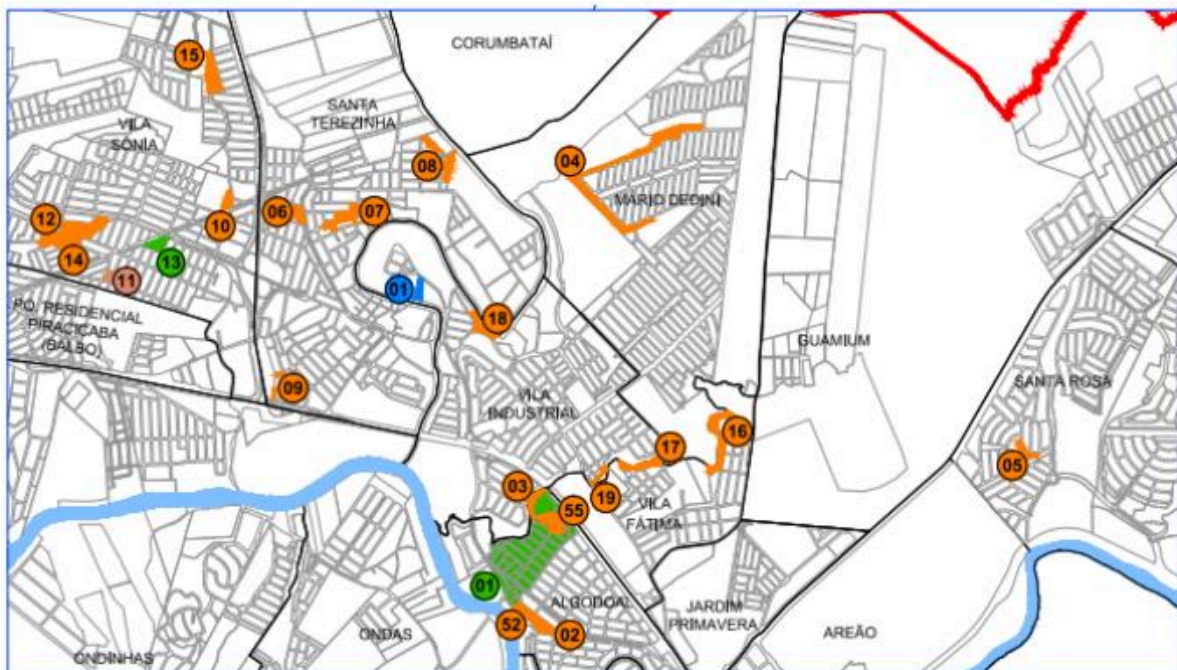 CORUMBATAÍ
15
SANTA
TEREZINHA
VILA
SÔNIA
08
04
MARIO DEDINI
12
10
06
07
14
13
11
01
PQ. RESIDENCIAL
PIRACICABA
(BALBO)
18
GUAMIUM
SANTA ROSA
09
VILA
INDUSTRIAL
16
17
05
03
19
55
VILA
FÁTIMA
01
ALGODOAL
52
02
JARDIM
PRIMAVERA
ONDAS
AREÃO
ONDINHAS